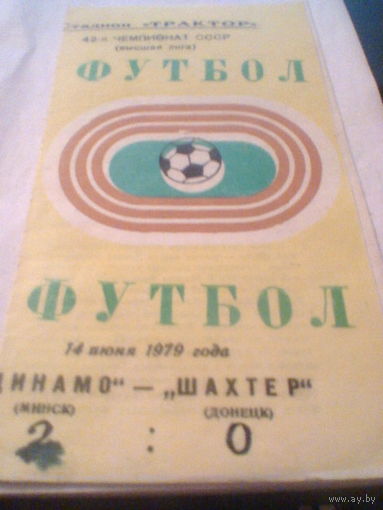 стадион «ТРАКТОР»
42-й ЧЕМПИОНАТ СССР
(высшая лига)
ФУТБОЛ
ФУТБОЛ
14 июня 1979 года
ДИНАМО" — „ШАХТЕР"
(МИНСК) (ДОНЕЦК)
2 : 0
www.ay.by